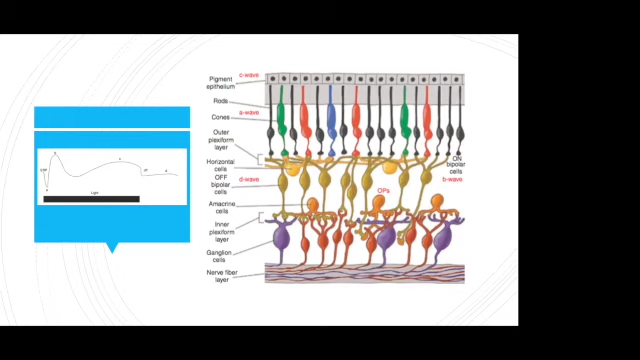 c-wave
Pigment
epithelium
Rods
a-wave
Cones
Outer
plexiform
layer
Horizontal
cells
OFF
bipolar
cells
d-wave
Amacrine
cells
Inner
plexiform
layer
Ganglion
cells
Nerve fiber
layer
OPs
ON
bipolar
cells
b-wave
Light